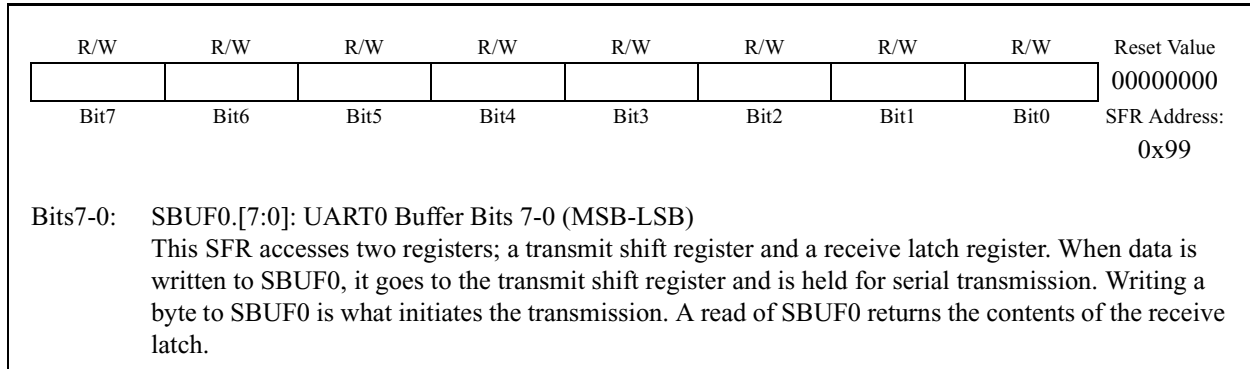 R/W R/W R/W R/W R/W R/W R/W R/W Reset Value
00000000
Bit7 Bit6 Bit5 Bit4 Bit3 Bit2 Bit1 Bit0 SFR Address:
0x99
Bits7-0: SBUF0.[7:0]: UART0 Buffer Bits 7-0 (MSB-LSB)
This SFR accesses two registers; a transmit shift register and a receive latch register. When data is
written to SBUF0, it goes to the transmit shift register and is held for serial transmission. Writing a
byte to SBUF0 is what initiates the transmission. A read of SBUF0 returns the contents of the receive
latch.